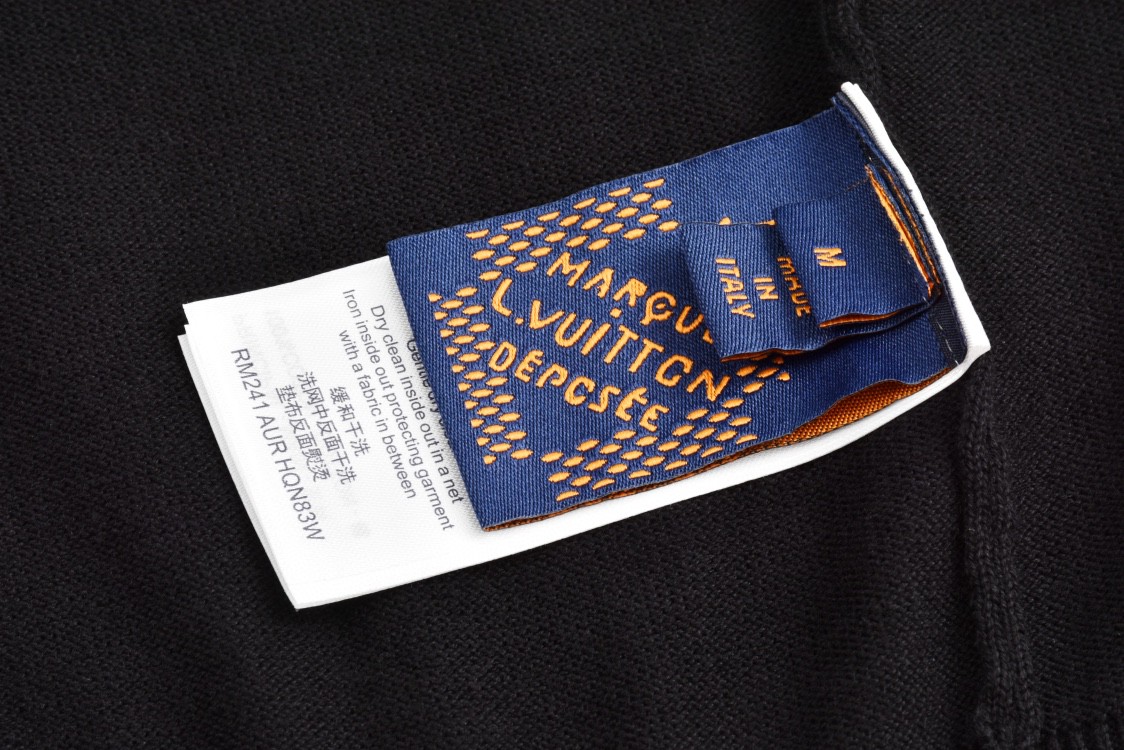 MARQUE
L.VUITTON
DÉPOSÉE
MADE
IN
ITALY
M
dry
Dry clean inside out in a net
Iron inside out protecting garment
with a fabric in between
缓和干洗
洗网中反面干洗
垫布反面熨烫
RM241 AUR HQN83W